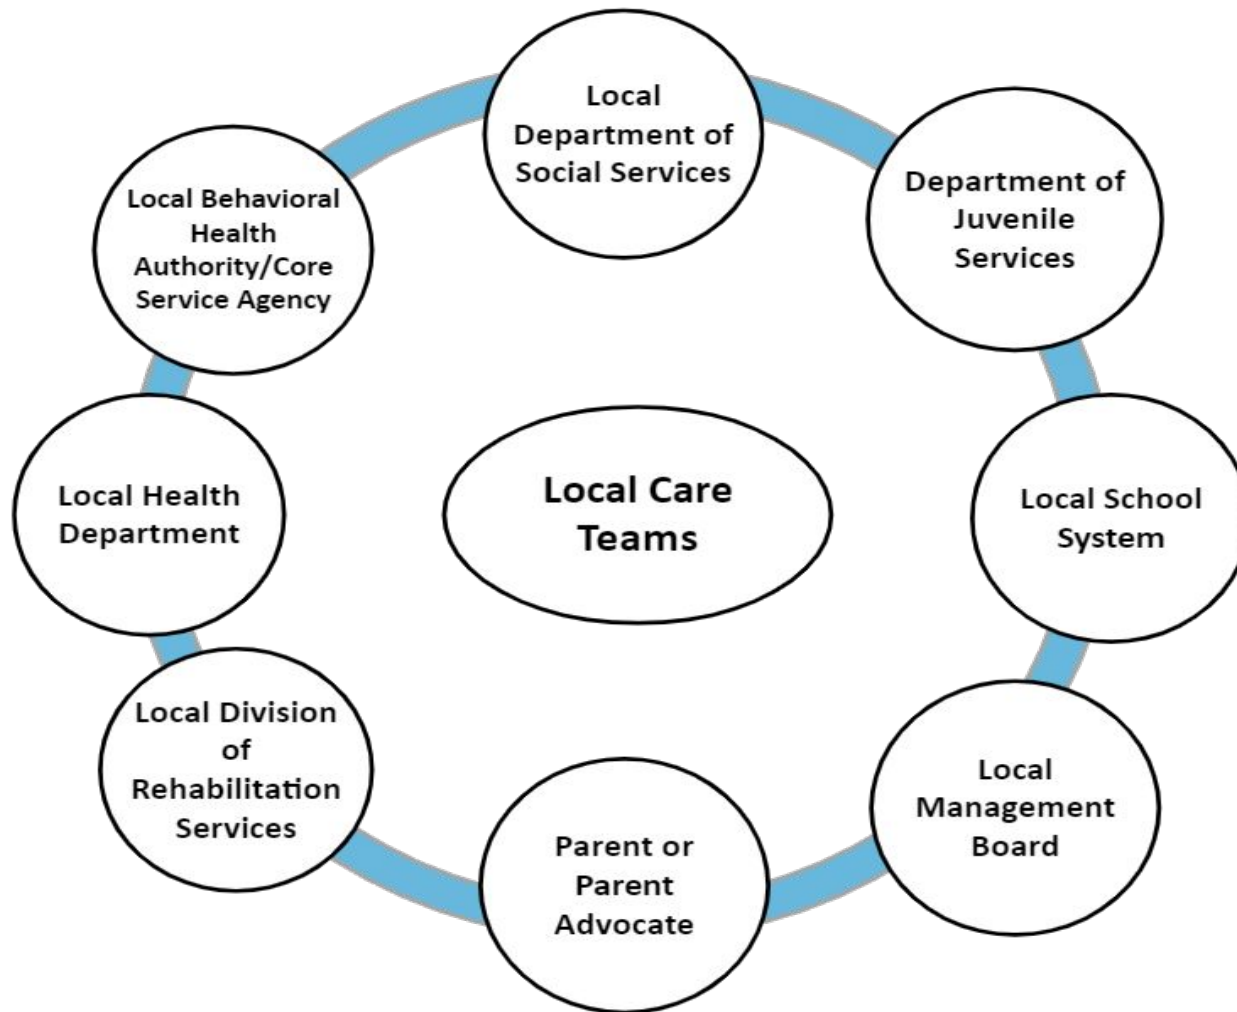 Local
Department of
Social Services
Department of
Juvenile
Services
Local School
System
Local
Management
Board
Parent or
Parent
Advocate
Local Division
of
Rehabilitation
Services
Local Health
Department
Local Behavioral
Health
Authority/Core
Service Agency
Local Care
Teams